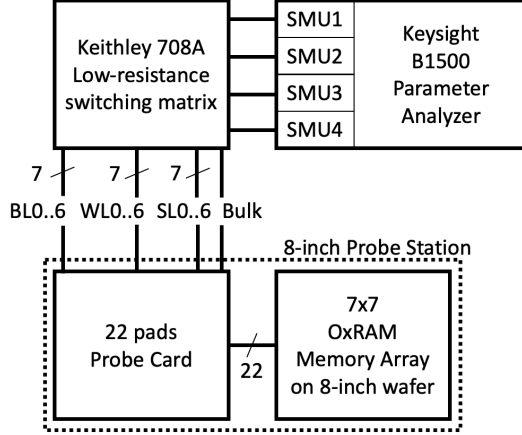 Keithley 708A
Low-resistance
switching matrix
SMU1
SMU2
SMU3
SMU4
Keysight
B1500
Parameter
Analyzer
7
7
7
BL0..6
WL0..6
SL0..6
Bulk
8-inch Probe Station
22 pads
Probe Card
22
7x7
OxRAM
Memory Array
on 8-inch wafer